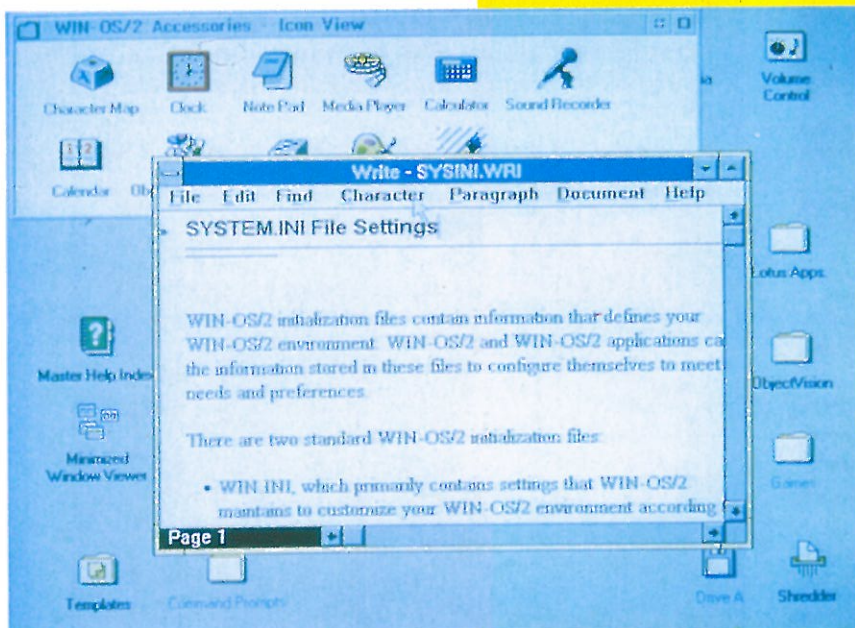 WIN-OS/2 Accessories - Icon View
Character Map
Clock
Note Pad
Media Player
Calculator
Sound Recorder
Volume
Control
Calendar
Write - SYSINI.WRI
File Edit Find Character Paragraph Document Help
SYSTEM.INI File Settings
WIN-OS/2 initialization files contain information that defines your
WIN-OS/2 environment. WIN-OS/2 and WIN-OS/2 applications ca
the information stored in these files to configure themselves to meet
needs and preferences.
There are two standard WIN-OS/2 initialization files:
• WIN.INI, which primarily contains settings that WIN-OS/2
maintains to customize your WIN-OS/2 environment according
Page 1
Lotus Apps.
Master Help Index
ObjectVision
Minimized
Window Viewer
Games
Templates
Command Prompts
Drive A
Shredder